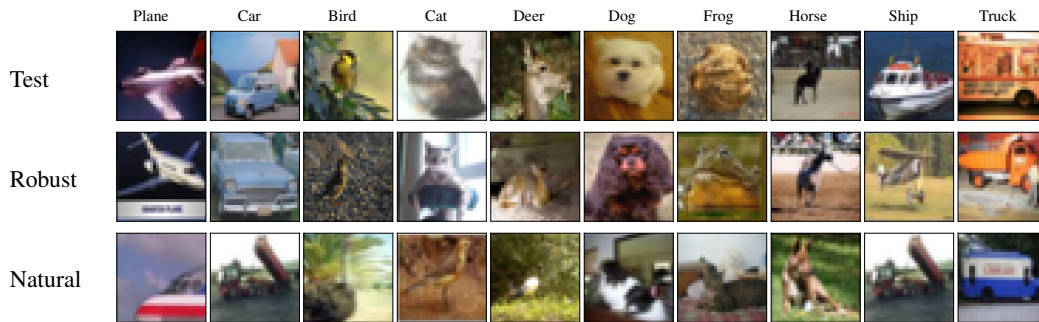 Plane Car Bird Cat Deer Dog Frog Horse Ship Truck
Test
Robust
Natural